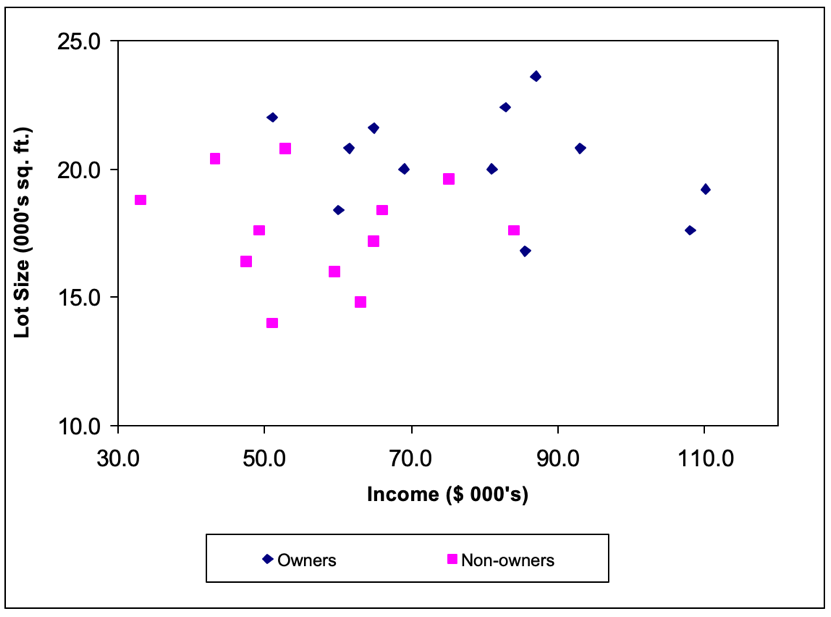 25.0
20.0
15.0
10.0
Lot Size (000's sq. ft.)
30.0 50.0 70.0 90.0 110.0
Income ($ 000's)
Owners Non-owners